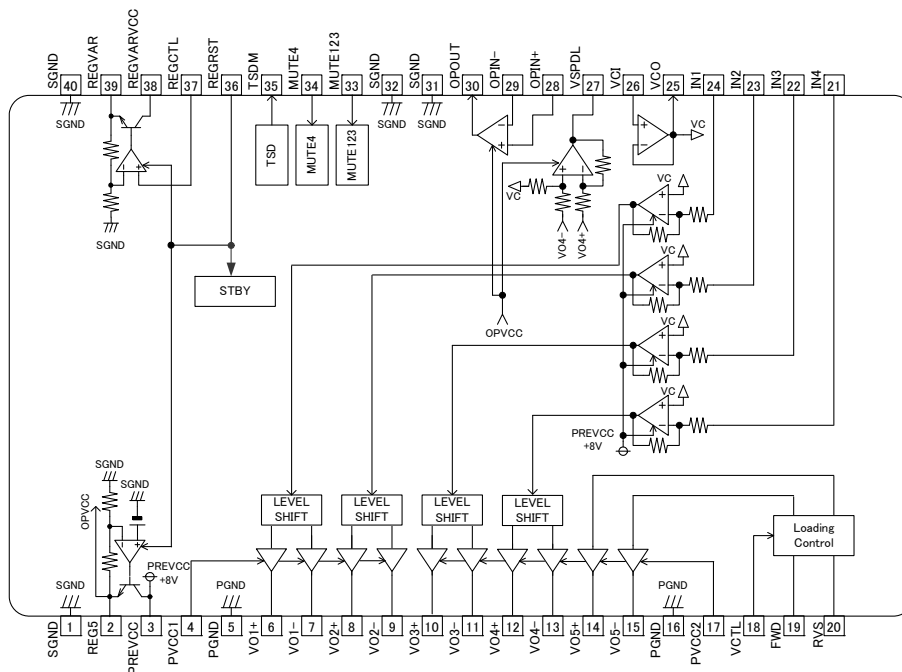 SGND
REGVAR
REGVARVCC
REGCTL
REGRST
TSDM
MUTE4
MUTE123
SGND
SGND
OPOUT
OPIN-
OPIN+
VSPDL
VCI
VCO
IN1
IN2
IN3
IN4
40
39
38
37
36
35
34
33
32
31
30
29
28
27
26
25
24
23
22
21
SGND
TSD
MUTE4
MUTE123
SGND
SGND
-
+
-
+
+
-
+
-
VC
VC
VO4-
VO4+
SGND
STBY
OPVCC
VC
+
-
VC
+
-
VC
+
-
VC
+
-
PREVCC
+8V
SGND
SGND
OPVCC
-
+
PREVCC
+8V
LEVEL
SHIFT
LEVEL
SHIFT
LEVEL
SHIFT
LEVEL
SHIFT
Loading
Control
SGND
PGND
PGND
1
2
3
4
5
6
7
8
9
10
11
12
13
14
15
16
17
18
19
20
SGND
REG5
PREVCC
PVCC1
PGND
VO1+
VO1-
VO2+
VO2-
VO3+
VO3-
VO4+
VO4-
VO5+
VO5-
PGND
PVCC2
VCTL
FWD
RVS